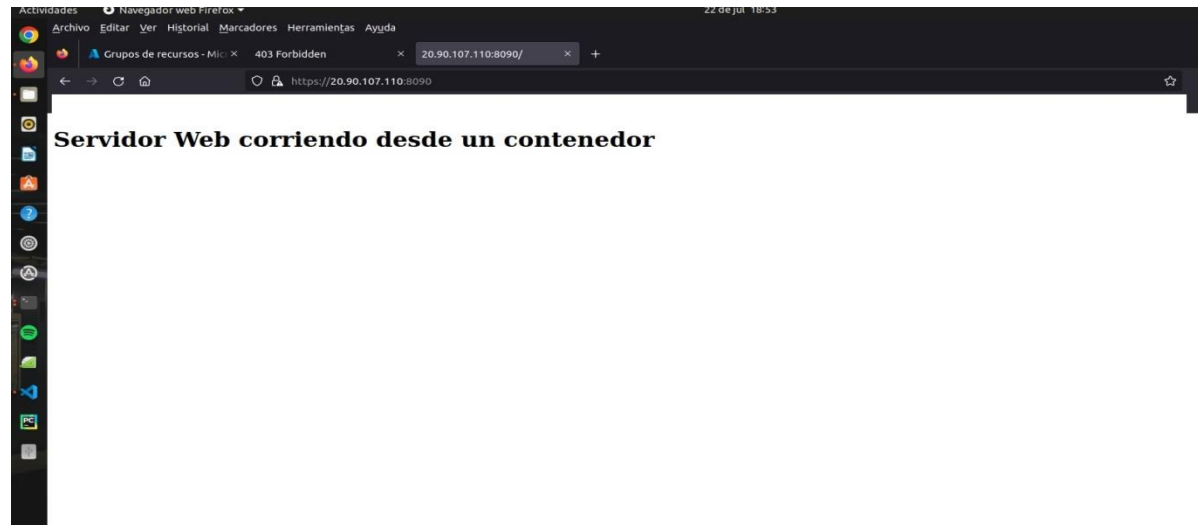 Actividades Navegador web Firefox 22 de jul 18:53
Archivo Editar Ver Historial Marcadores Herramientas Ayuda
Grupos de recursos - Mic 403 Forbidden 20.90.107.110:8090/
https://20.90.107.110:8090
Servidor Web corriendo desde un contenedor
PC